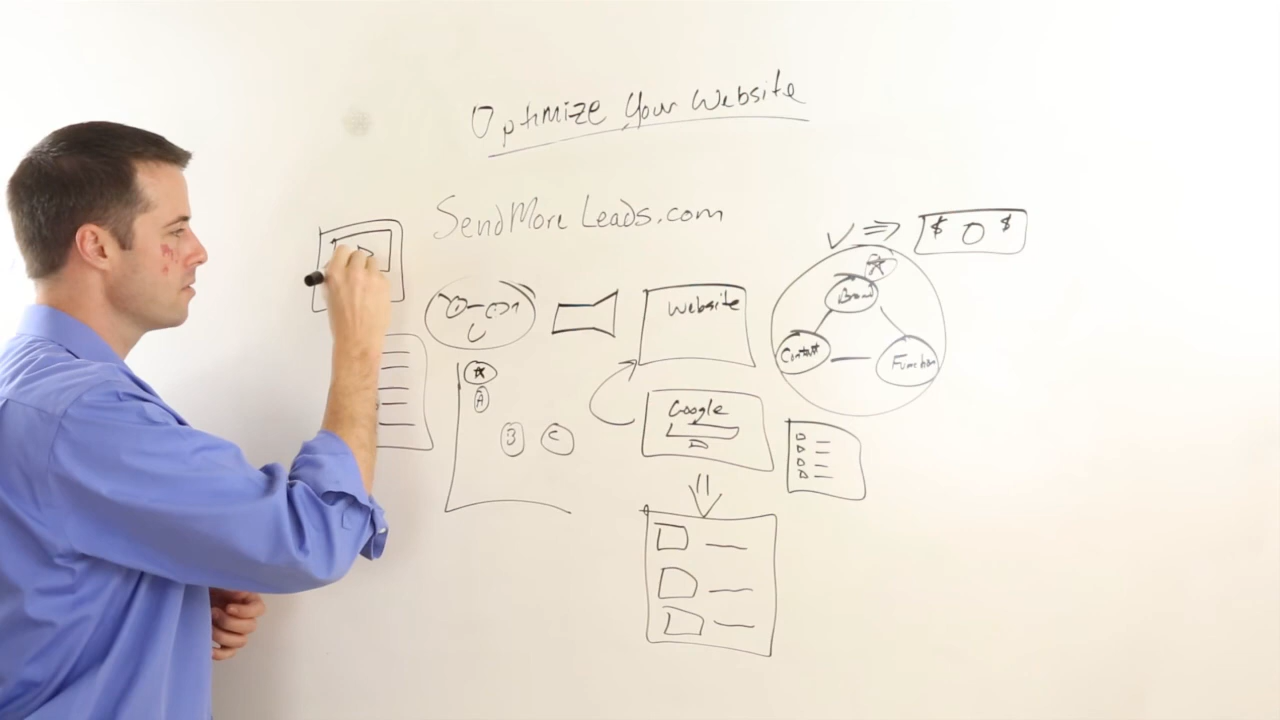 Optimize Your Website
SendMoreLeads.com
$ $
Brand
Content Function
Website
Google
A
B C